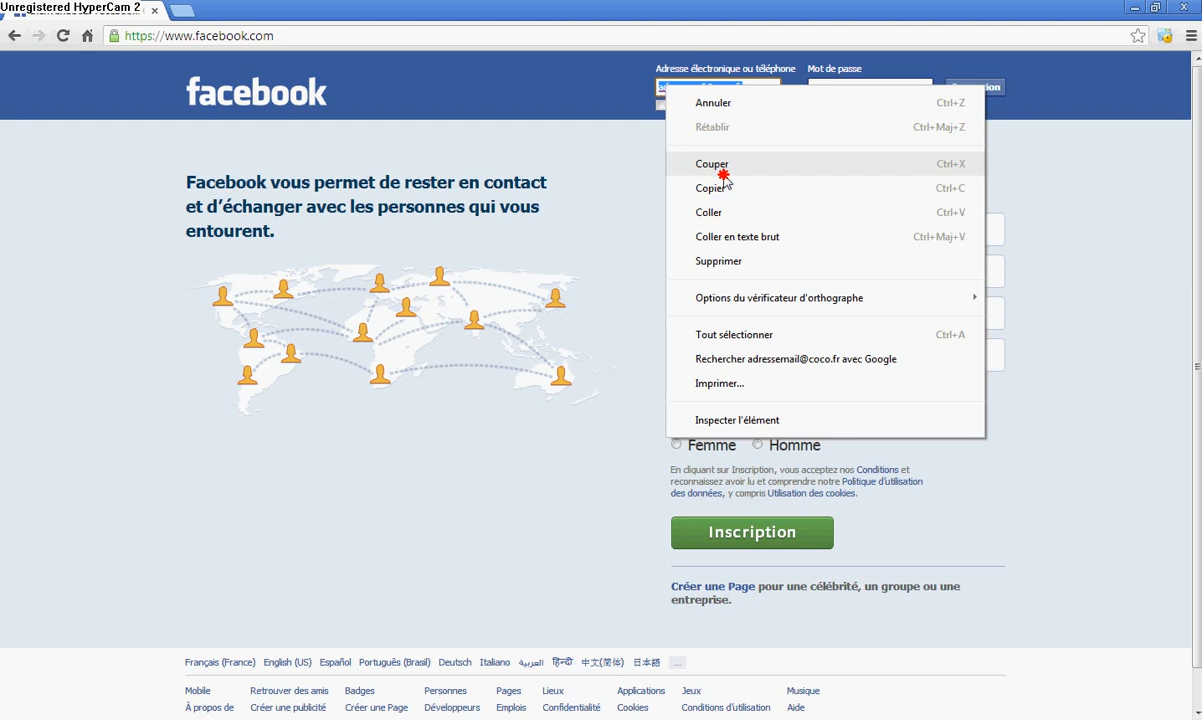 Unregistered HyperCam 2
https://www.facebook.com
facebook
Adresse électronique ou téléphone
Mot de passe
Annuler Ctrl+Z
Rétablir Ctrl+Maj+Z
Couper Ctrl+X
Copier Ctrl+C
Coller Ctrl+V
Coller en texte brut Ctrl+Maj+V
Supprimer
Options du vérificateur d'orthographe
Tout sélectionner Ctrl+A
Rechercher adressemail@coco.fr avec Google
Imprimer...
Inspecter l'élément
Facebook vous permet de rester en contact
et d'échanger avec les personnes qui vous
entourent.
Femme Homme
En cliquant sur Inscription, vous acceptez nos Conditions et
reconnaissez avoir lu et comprendre notre Politique d'utilisation
des données, y compris Utilisation des cookies.
Inscription
Créer une Page pour une célébrité, un groupe ou une
entreprise.
Français (France) English (US) Español Português (Brasil) Deutsch Italiano العربية हिन्दी 中文(简体) 日本語 ...
Mobile Retrouver des amis Badges Personnes Pages Lieux Applications Jeux Musique
À propos de Créer une publicité Créer une Page Développeurs Emplois Confidentialité Cookies Conditions d'utilisation Aide